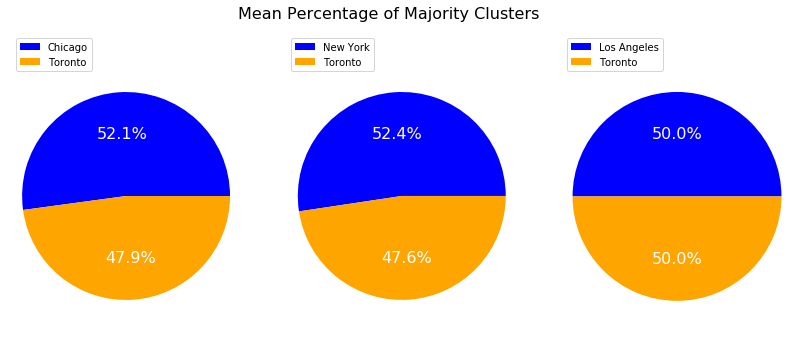 Mean Percentage of Majority Clusters
Chicago
Toronto
52.1%
47.9%
New York
Toronto
52.4%
47.6%
Los Angeles
Toronto
50.0%
50.0%